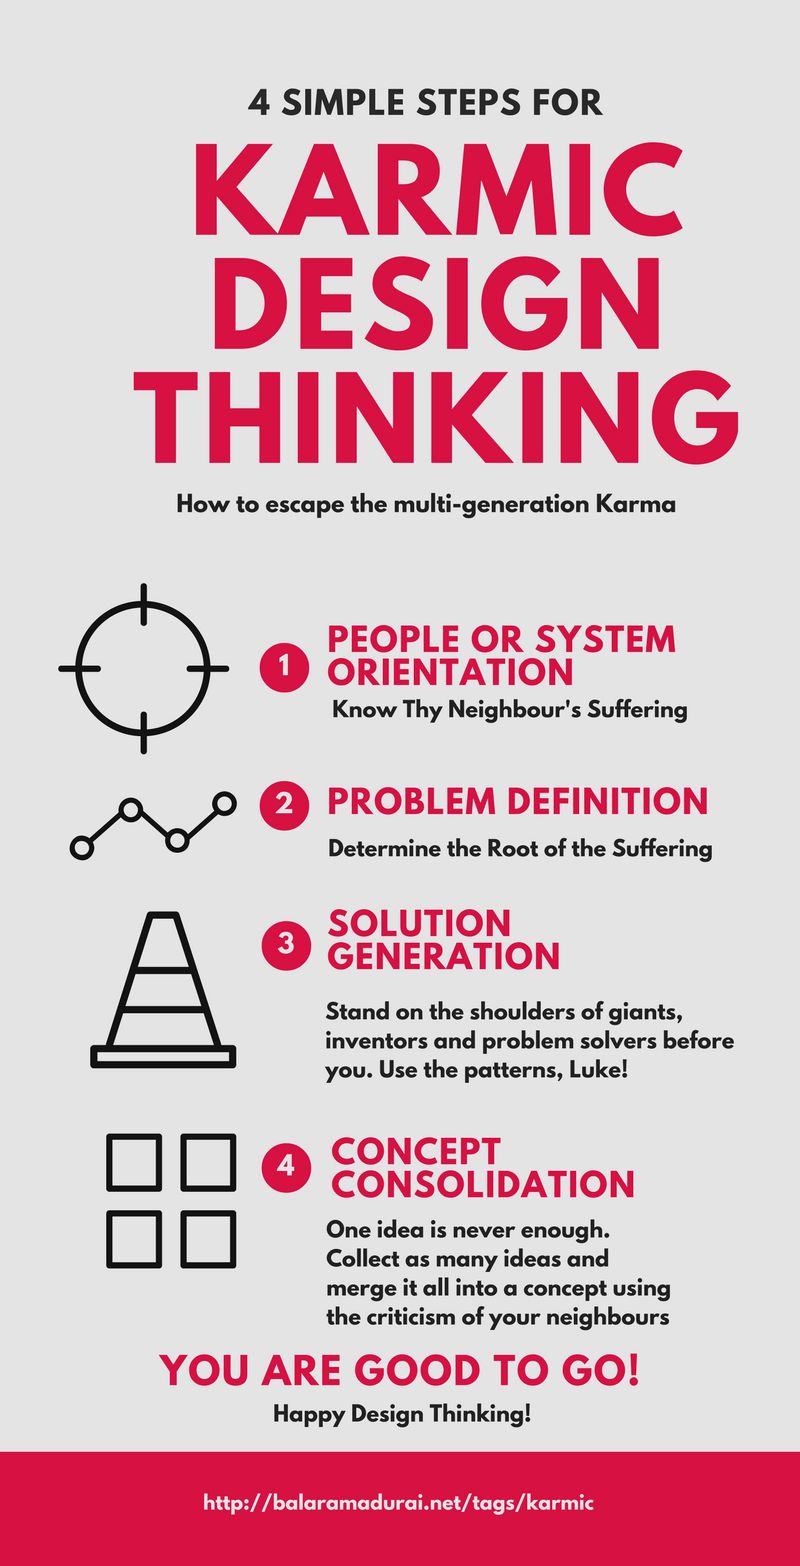 4 SIMPLE STEPS FOR
KARMIC
DESIGN
THINKING
How to escape the multi-generation Karma
1
PEOPLE OR SYSTEM
ORIENTATION
Know Thy Neighbour's Suffering
2
PROBLEM DEFINITION
Determine the Root of the Suffering
3
SOLUTION
GENERATION
Stand on the shoulders of giants,
inventors and problem solvers before
you. Use the patterns, Luke!
4
CONCEPT
CONSOLIDATION
One idea is never enough.
Collect as many ideas and
merge it all into a concept using
the criticism of your neighbours
YOU ARE GOOD TO GO!
Happy Design Thinking!
http://balaramadurai.net/tags/karmic